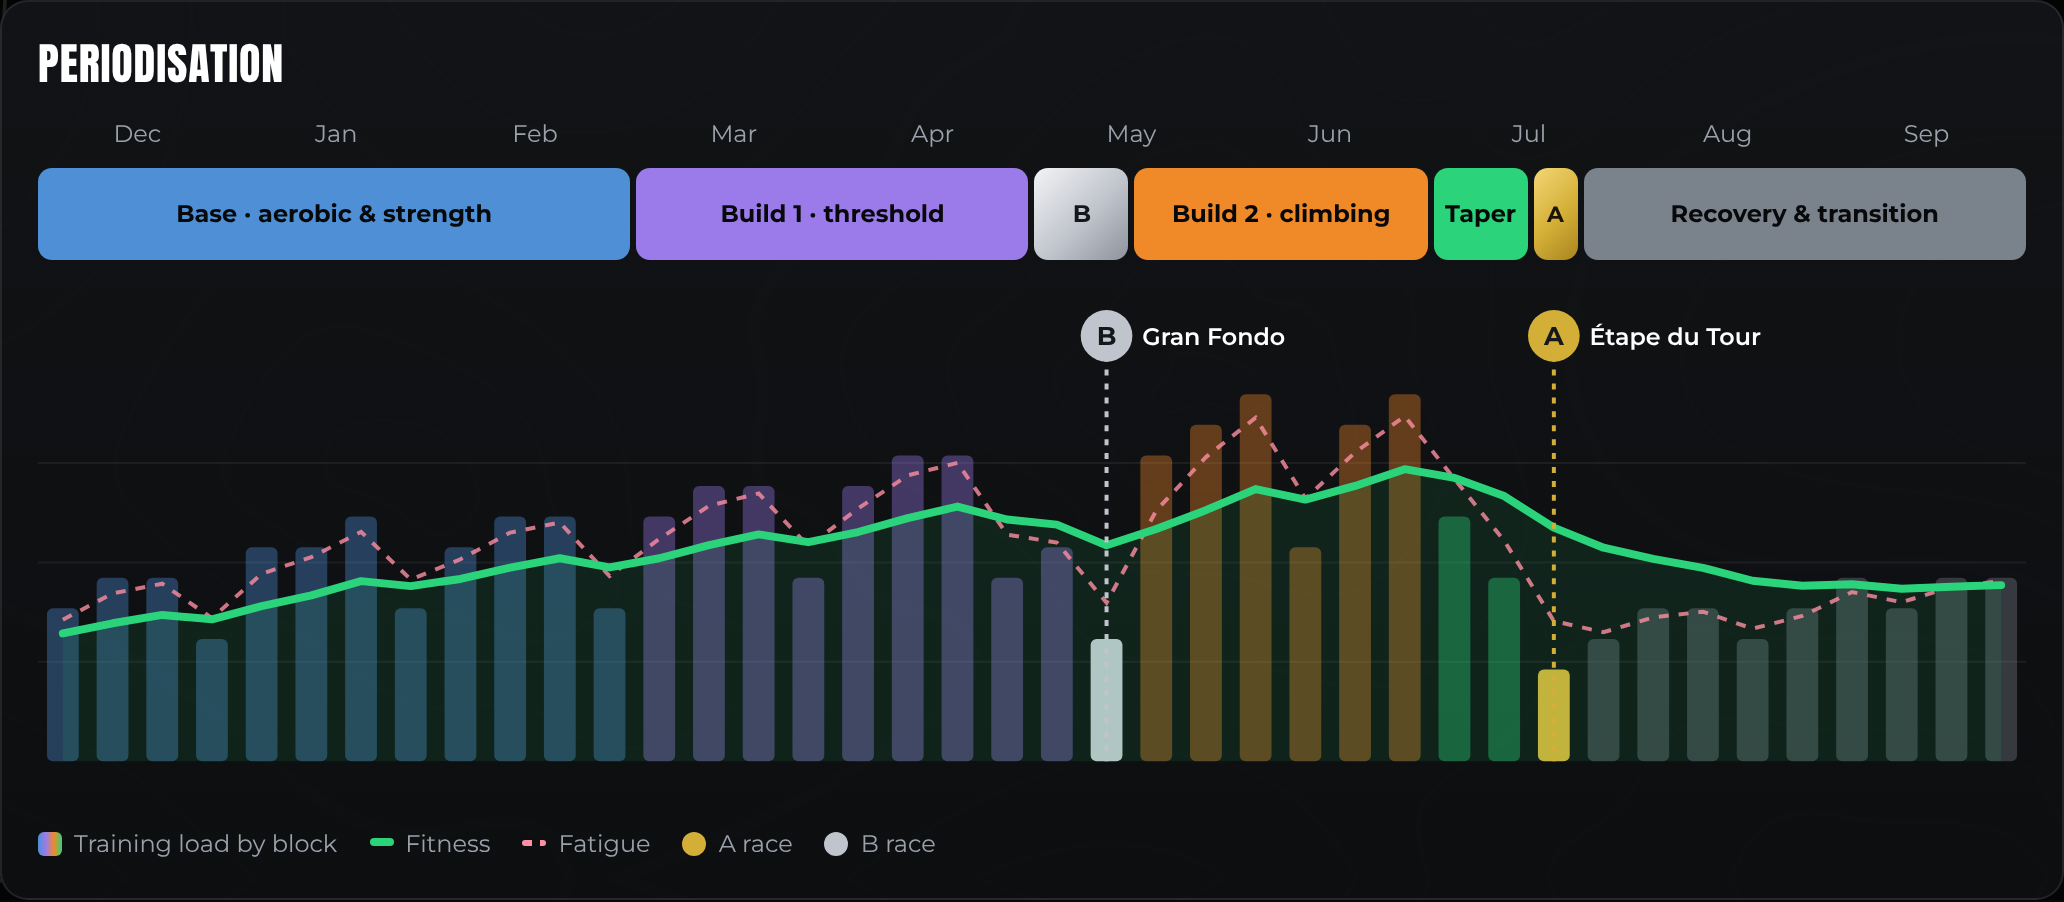 PERIODISATION
Dec Jan Feb Mar Apr May Jun Jul Aug Sep
Base · aerobic & strength Build 1 · threshold B Build 2 · climbing Taper A Recovery & transition
B Gran Fondo A Étape du Tour
Training load by block Fitness Fatigue A race B race